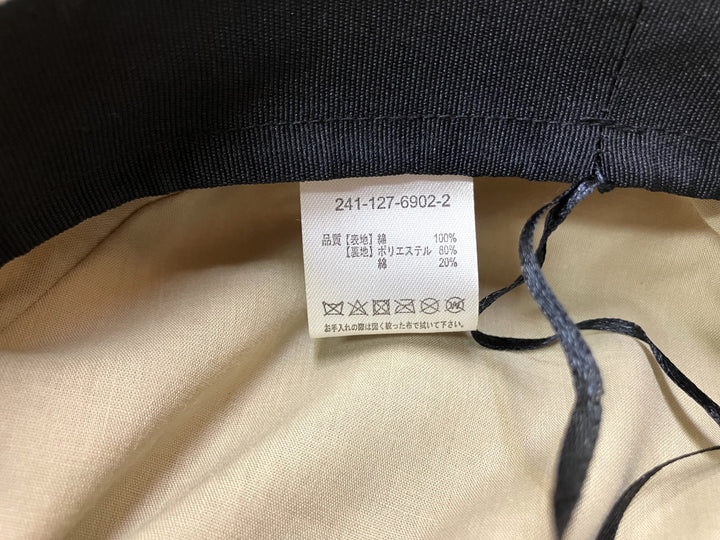 241-127-6902-2
品質【表地】綿 100%
【裏地】ポリエステル 80%
綿 20%
お手入れの際は固く絞った布で拭いて下さい。